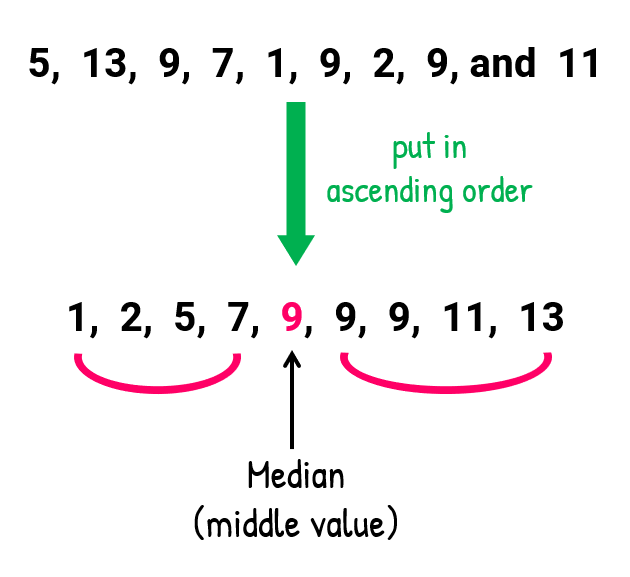 5, 13, 9, 7, 1, 9, 2, 9, and 11
put in
ascending order
1, 2, 5, 7, 9, 9, 9, 11, 13
Median
(middle value)